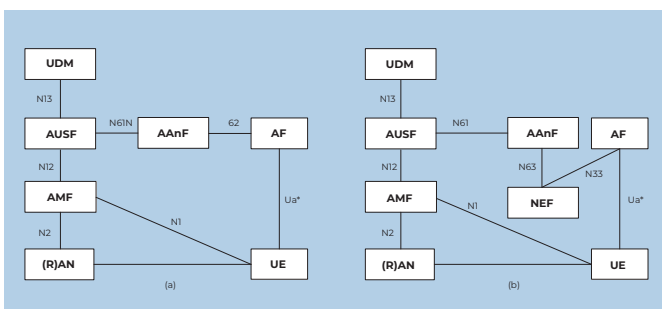 UDM
N13
AUSF
N61N
AAnF
62
AF
N12
AMF
N1
Ua*
N2
(R)AN
UE
(a)
UDM
N13
AUSF
N61
AAnF
AF
N12
N63
N33
AMF
N1
NEF
Ua*
N2
(R)AN
UE
(b)